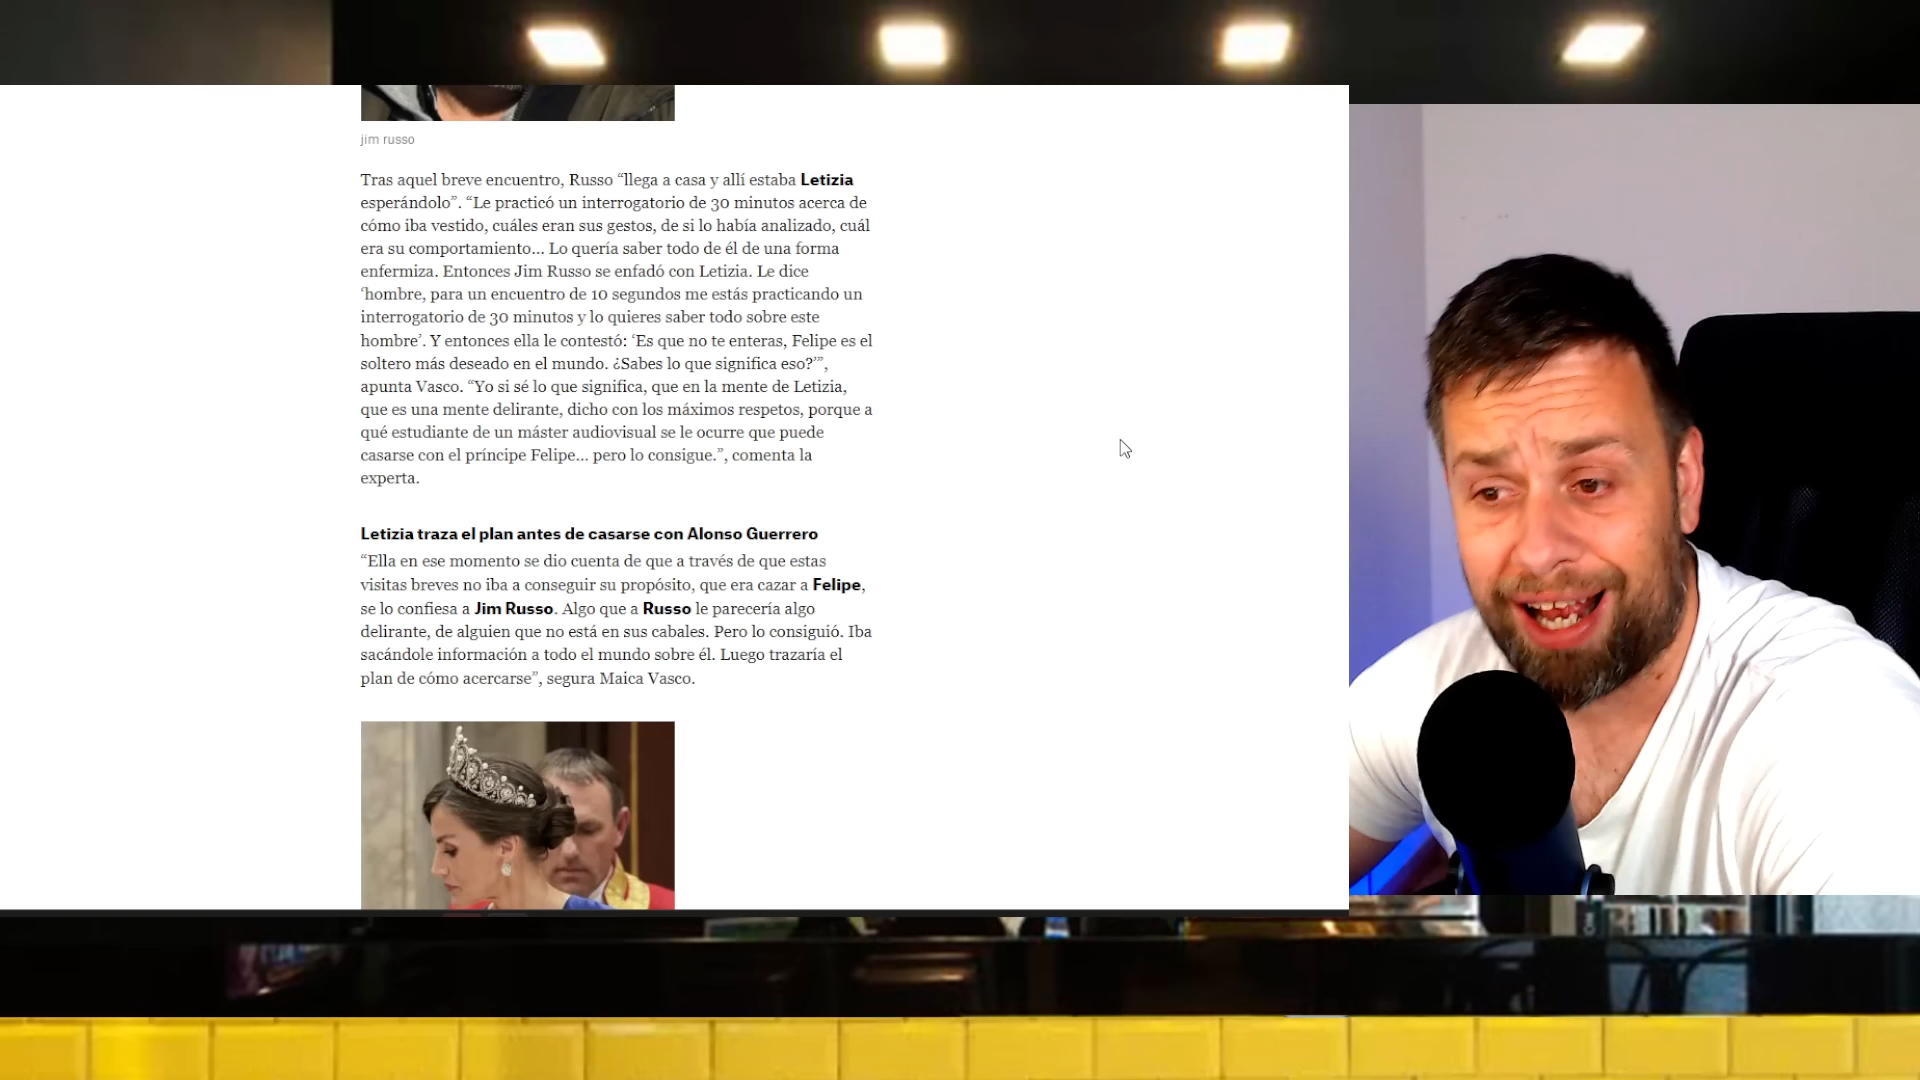 jim russo
Tras aquel breve encuentro, Russo “llega a casa y allí estaba Letizia
esperándolo”. “Le practicó un interrogatorio de 30 minutos acerca de
cómo iba vestido, cuáles eran sus gestos, de si lo había analizado, cuál
era su comportamiento... Lo quería saber todo de él de una forma
enfermiza. Entonces Jim Russo se enfadó con Letizia. Le dice
‘hombre, para un encuentro de 10 segundos me estás practicando un
interrogatorio de 30 minutos y lo quieres saber todo sobre este
hombre’. Y entonces ella le contestó: ‘Es que no te enteras, Felipe es el
soltero más deseado en el mundo. ¿Sabes lo que significa eso?’”,
apunta Vasco. “Yo si sé lo que significa, que en la mente de Letizia,
que es una mente delirante, dicho con los máximos respetos, porque a
qué estudiante de un máster audiovisual se le ocurre que puede
casarse con el príncipe Felipe... pero lo consigue.”, comenta la
experta.
Letizia traza el plan antes de casarse con Alonso Guerrero
“Ella en ese momento se dio cuenta de que a través de que estas
visitas breves no iba a conseguir su propósito, que era cazar a Felipe,
se lo confiesa a Jim Russo. Algo que a Russo le parecería algo
delirante, de alguien que no está en sus cabales. Pero lo consiguió. Iba
sacándole información a todo el mundo sobre él. Luego trazaría el
plan de cómo acercarse”, segura Maica Vasco.